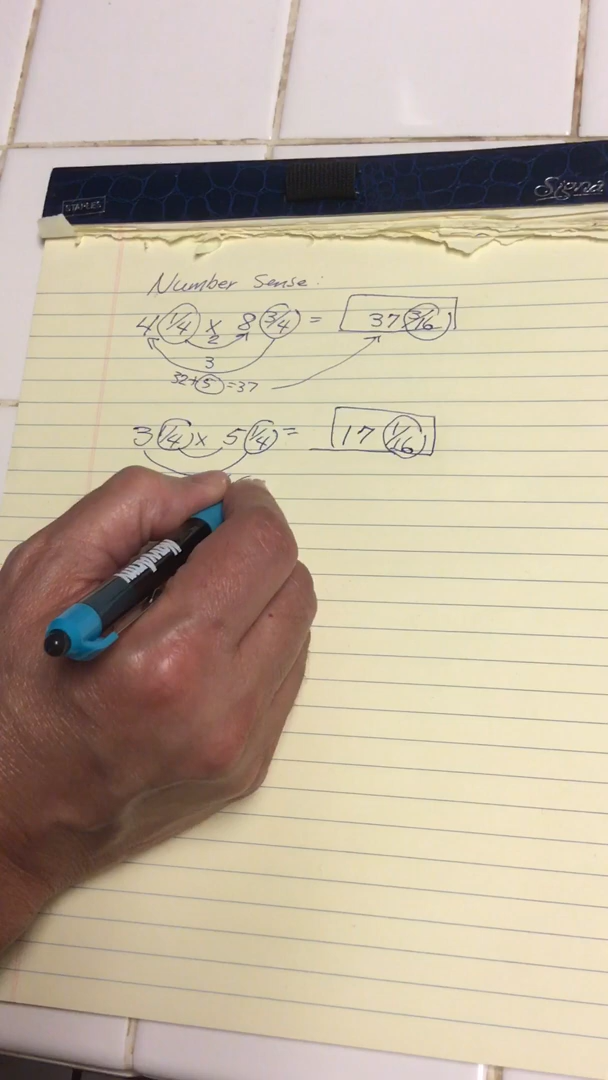 STAPLES
Signa
Number Sense:
4 1/4 x 8 3/4 = 37 3/16
2
3
32+5=37
3 1/4 x 5 1/4 = 17 1/16